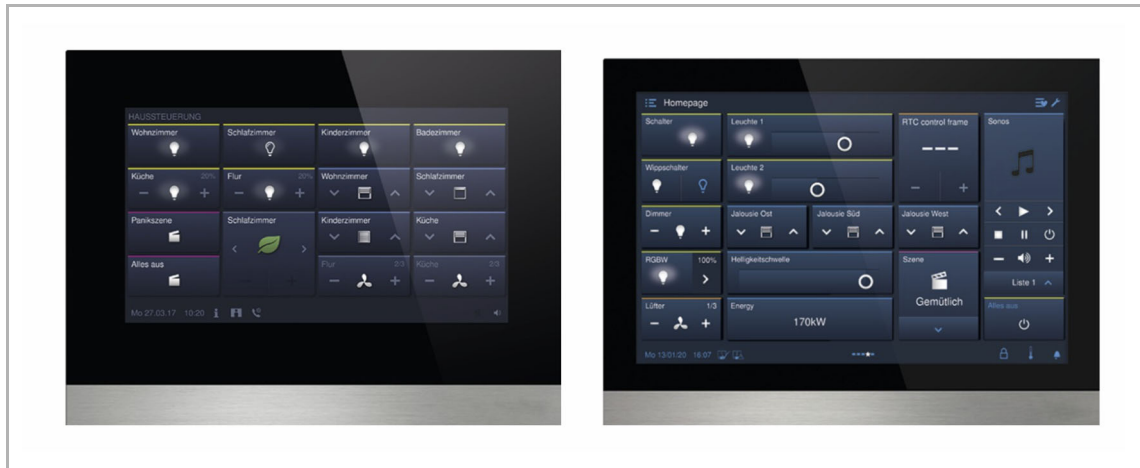 HAUSSTEUERUNG
Wohnzimmer Schlafzimmer Kinderzimmer Badezimmer
Küche 20% Flur 20% Wohnzimmer Schlafzimmer
Panikszene Schlafzimmer Kinderzimmer Küche
Alles aus Flur 2/3 Küche 2/3
Mo 27.03.17 10:20
Homepage
Schalter Leuchte 1 RTC control frame Sonos
Wippschalter Leuchte 2
Dimmer Jalousie Ost Jalousie Süd Jalousie West
RGBW 100% Helligkeitschwelle Szene
Liste 1
Gemütlich
Lüfter 1/3 Energy Alles aus
170kW
Mo 13/01/20 16:07